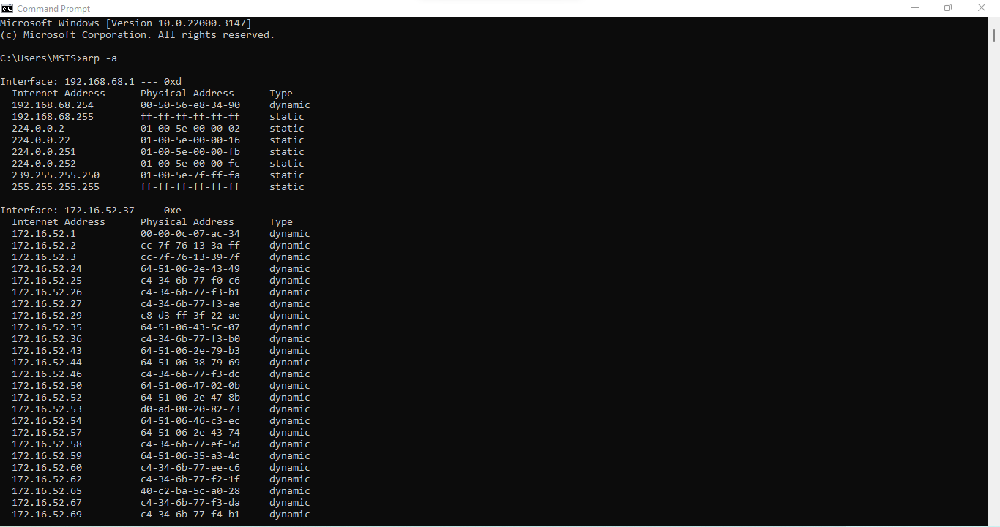 Command Prompt
Microsoft Windows [Version 10.0.22000.3147]
(c) Microsoft Corporation. All rights reserved.
C:\Users\MSIS>arp -a
Interface: 192.168.68.1 --- 0xd
Internet Address Physical Address Type
192.168.68.254 00-50-56-e8-34-90 dynamic
192.168.68.255 ff-ff-ff-ff-ff-ff static
224.0.0.2 01-00-5e-00-00-02 static
224.0.0.22 01-00-5e-00-00-16 static
224.0.0.251 01-00-5e-00-00-fb static
224.0.0.252 01-00-5e-00-00-fc static
239.255.255.250 01-00-5e-7f-ff-fa static
255.255.255.255 ff-ff-ff-ff-ff-ff static
Interface: 172.16.52.37 --- 0xe
Internet Address Physical Address Type
172.16.52.1 00-00-0c-07-ac-34 dynamic
172.16.52.2 cc-7f-76-13-3a-ff dynamic
172.16.52.3 cc-7f-76-13-39-7f dynamic
172.16.52.24 64-51-06-2e-43-49 dynamic
172.16.52.25 c4-34-6b-77-f0-c6 dynamic
172.16.52.26 c4-34-6b-77-f3-b1 dynamic
172.16.52.27 c4-34-6b-77-f3-ae dynamic
172.16.52.29 c8-d3-ff-3f-22-ae dynamic
172.16.52.35 64-51-06-43-5c-07 dynamic
172.16.52.36 c4-34-6b-77-f3-b0 dynamic
172.16.52.43 64-51-06-2e-79-b3 dynamic
172.16.52.44 64-51-06-38-79-69 dynamic
172.16.52.46 c4-34-6b-77-f3-dc dynamic
172.16.52.50 64-51-06-47-02-0b dynamic
172.16.52.52 64-51-06-2e-47-8b dynamic
172.16.52.53 d0-ad-08-20-82-73 dynamic
172.16.52.54 64-51-06-46-c3-ec dynamic
172.16.52.57 64-51-06-2e-43-74 dynamic
172.16.52.58 c4-34-6b-77-ef-5d dynamic
172.16.52.59 64-51-06-35-a3-4c dynamic
172.16.52.60 c4-34-6b-77-ee-c6 dynamic
172.16.52.62 c4-34-6b-77-f2-1f dynamic
172.16.52.65 40-c2-ba-5c-a0-28 dynamic
172.16.52.67 c4-34-6b-77-f3-da dynamic
172.16.52.69 c4-34-6b-77-f4-b1 dynamic